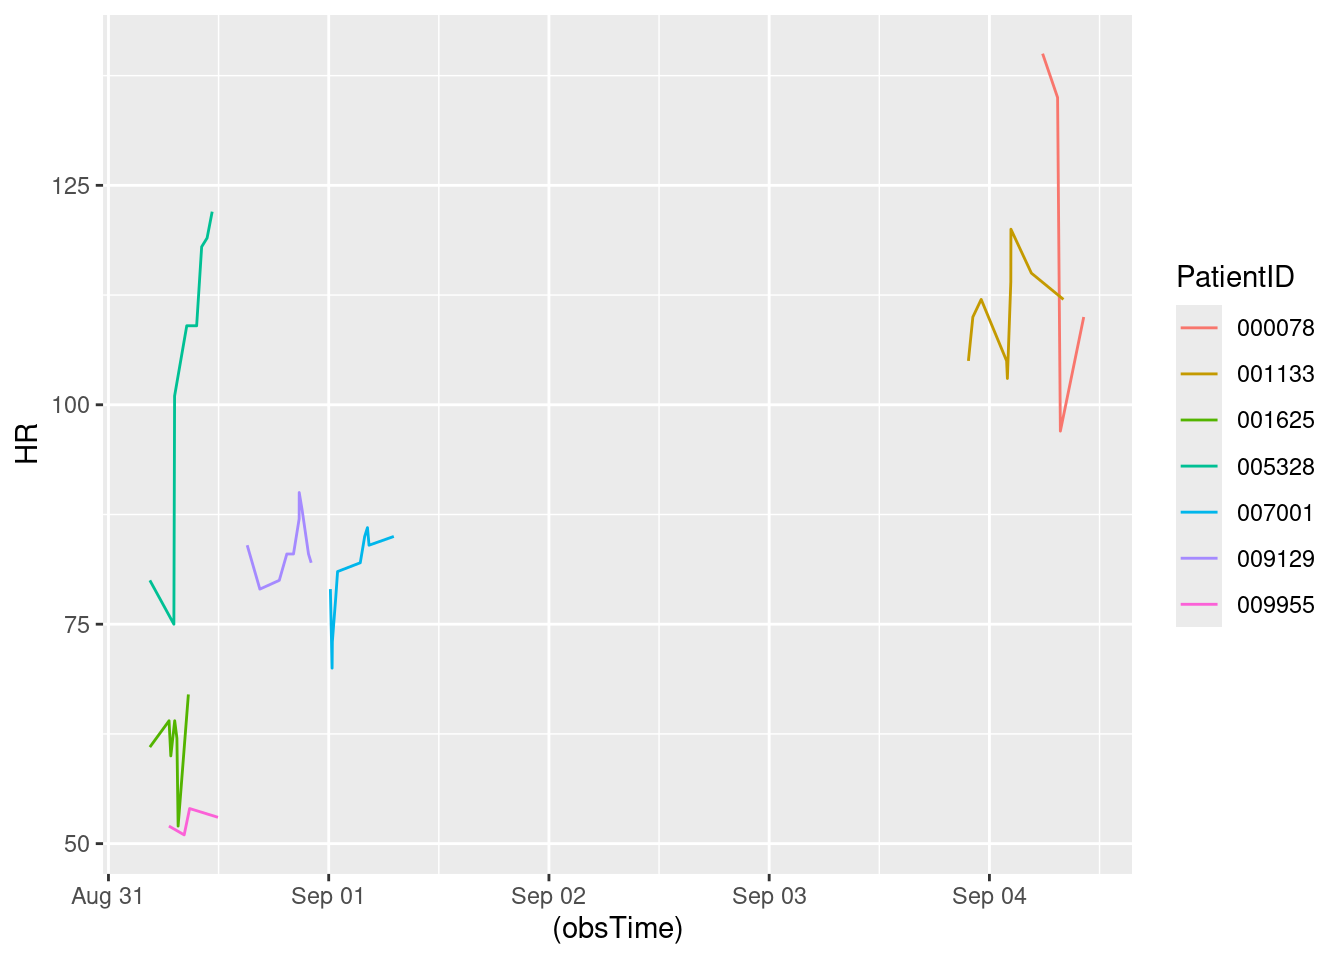 125
100
75
50
HR
Aug 31
Sep 01
Sep 02
Sep 03
Sep 04
(obsTime)
PatientID
000078
001133
001625
005328
007001
009129
009955